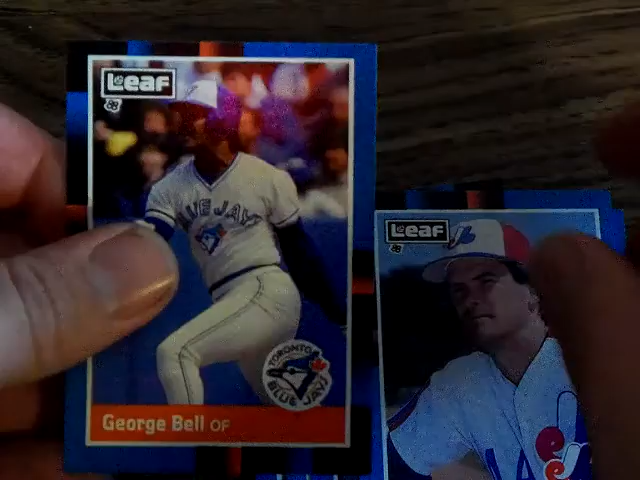 Leaf
88
BLUE JAYS
TORONTO
BLUE JAYS
George Bell OF
Leaf
88